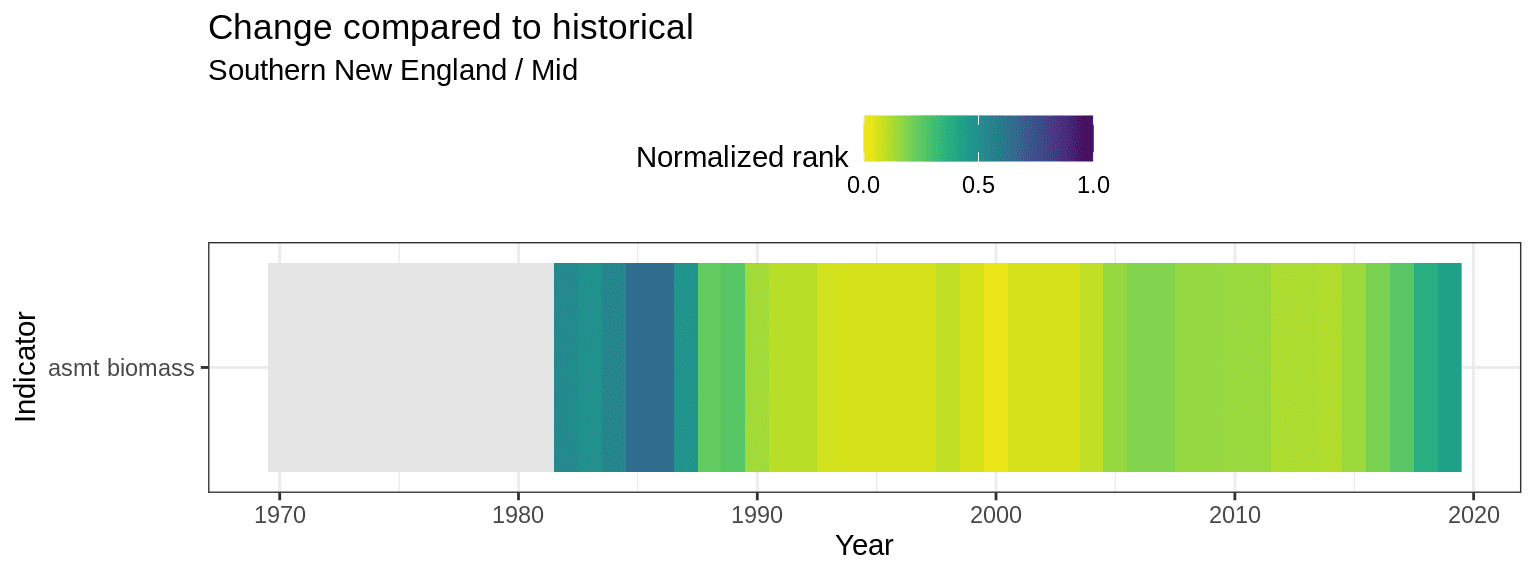 Change compared to historical
Southern New England / Mid
Normalized rank
0.0 0.5 1.0
Indicator
asmt biomass
1970 1980 1990 2000 2010 2020
Year